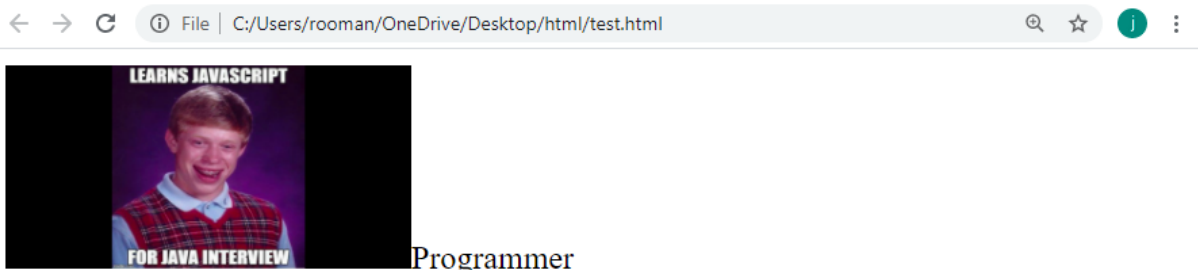 File C:/Users/rooman/OneDrive/Desktop/html/test.html
j
LEARNS JAVASCRIPT
FOR JAVA INTERVIEW
Programmer